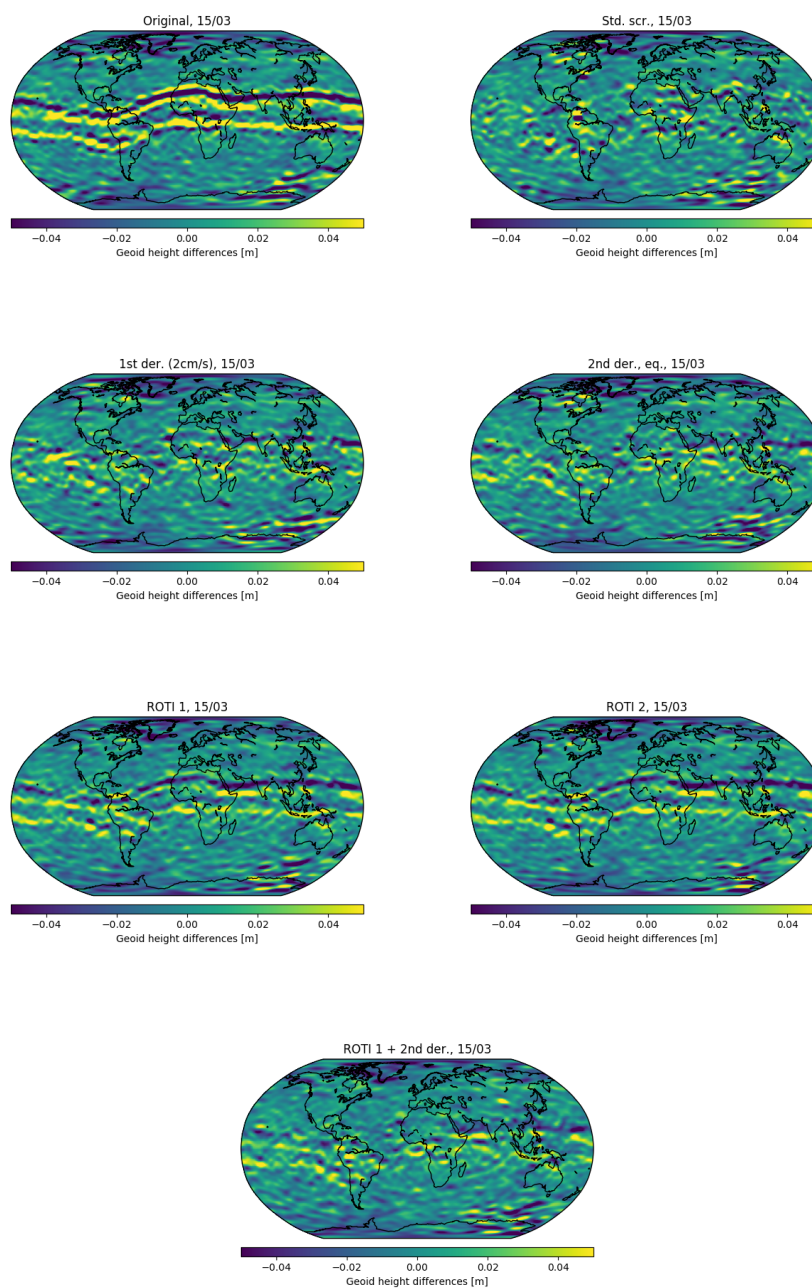 Original, 15/03
Std. scr., 15/03
−0.04 −0.02 0.00 0.02 0.04
Geoid height differences [m]
−0.04 −0.02 0.00 0.02 0.04
Geoid height differences [m]
1st der. (2cm/s), 15/03
2nd der., eq., 15/03
−0.04 −0.02 0.00 0.02 0.04
Geoid height differences [m]
−0.04 −0.02 0.00 0.02 0.04
Geoid height differences [m]
ROTI 1, 15/03
ROTI 2, 15/03
−0.04 −0.02 0.00 0.02 0.04
Geoid height differences [m]
−0.04 −0.02 0.00 0.02 0.04
Geoid height differences [m]
ROTI 1 + 2nd der., 15/03
−0.04 −0.02 0.00 0.02 0.04
Geoid height differences [m]